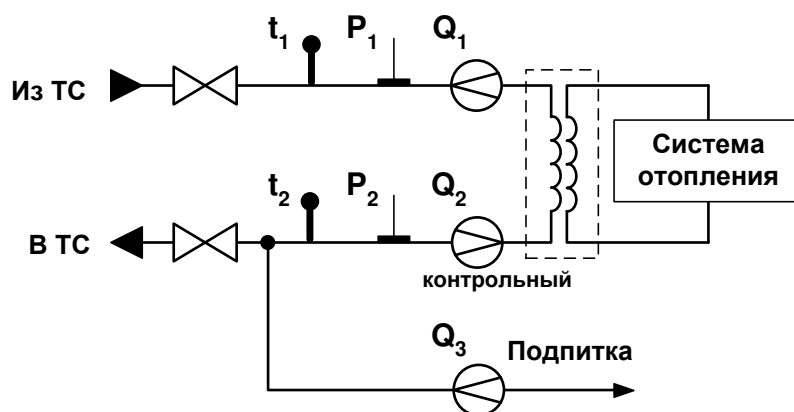 t1 P1 Q1
Из ТС
Система
отопления
t2 P2 Q2
В ТС
контрольный
Q3 Подпитка